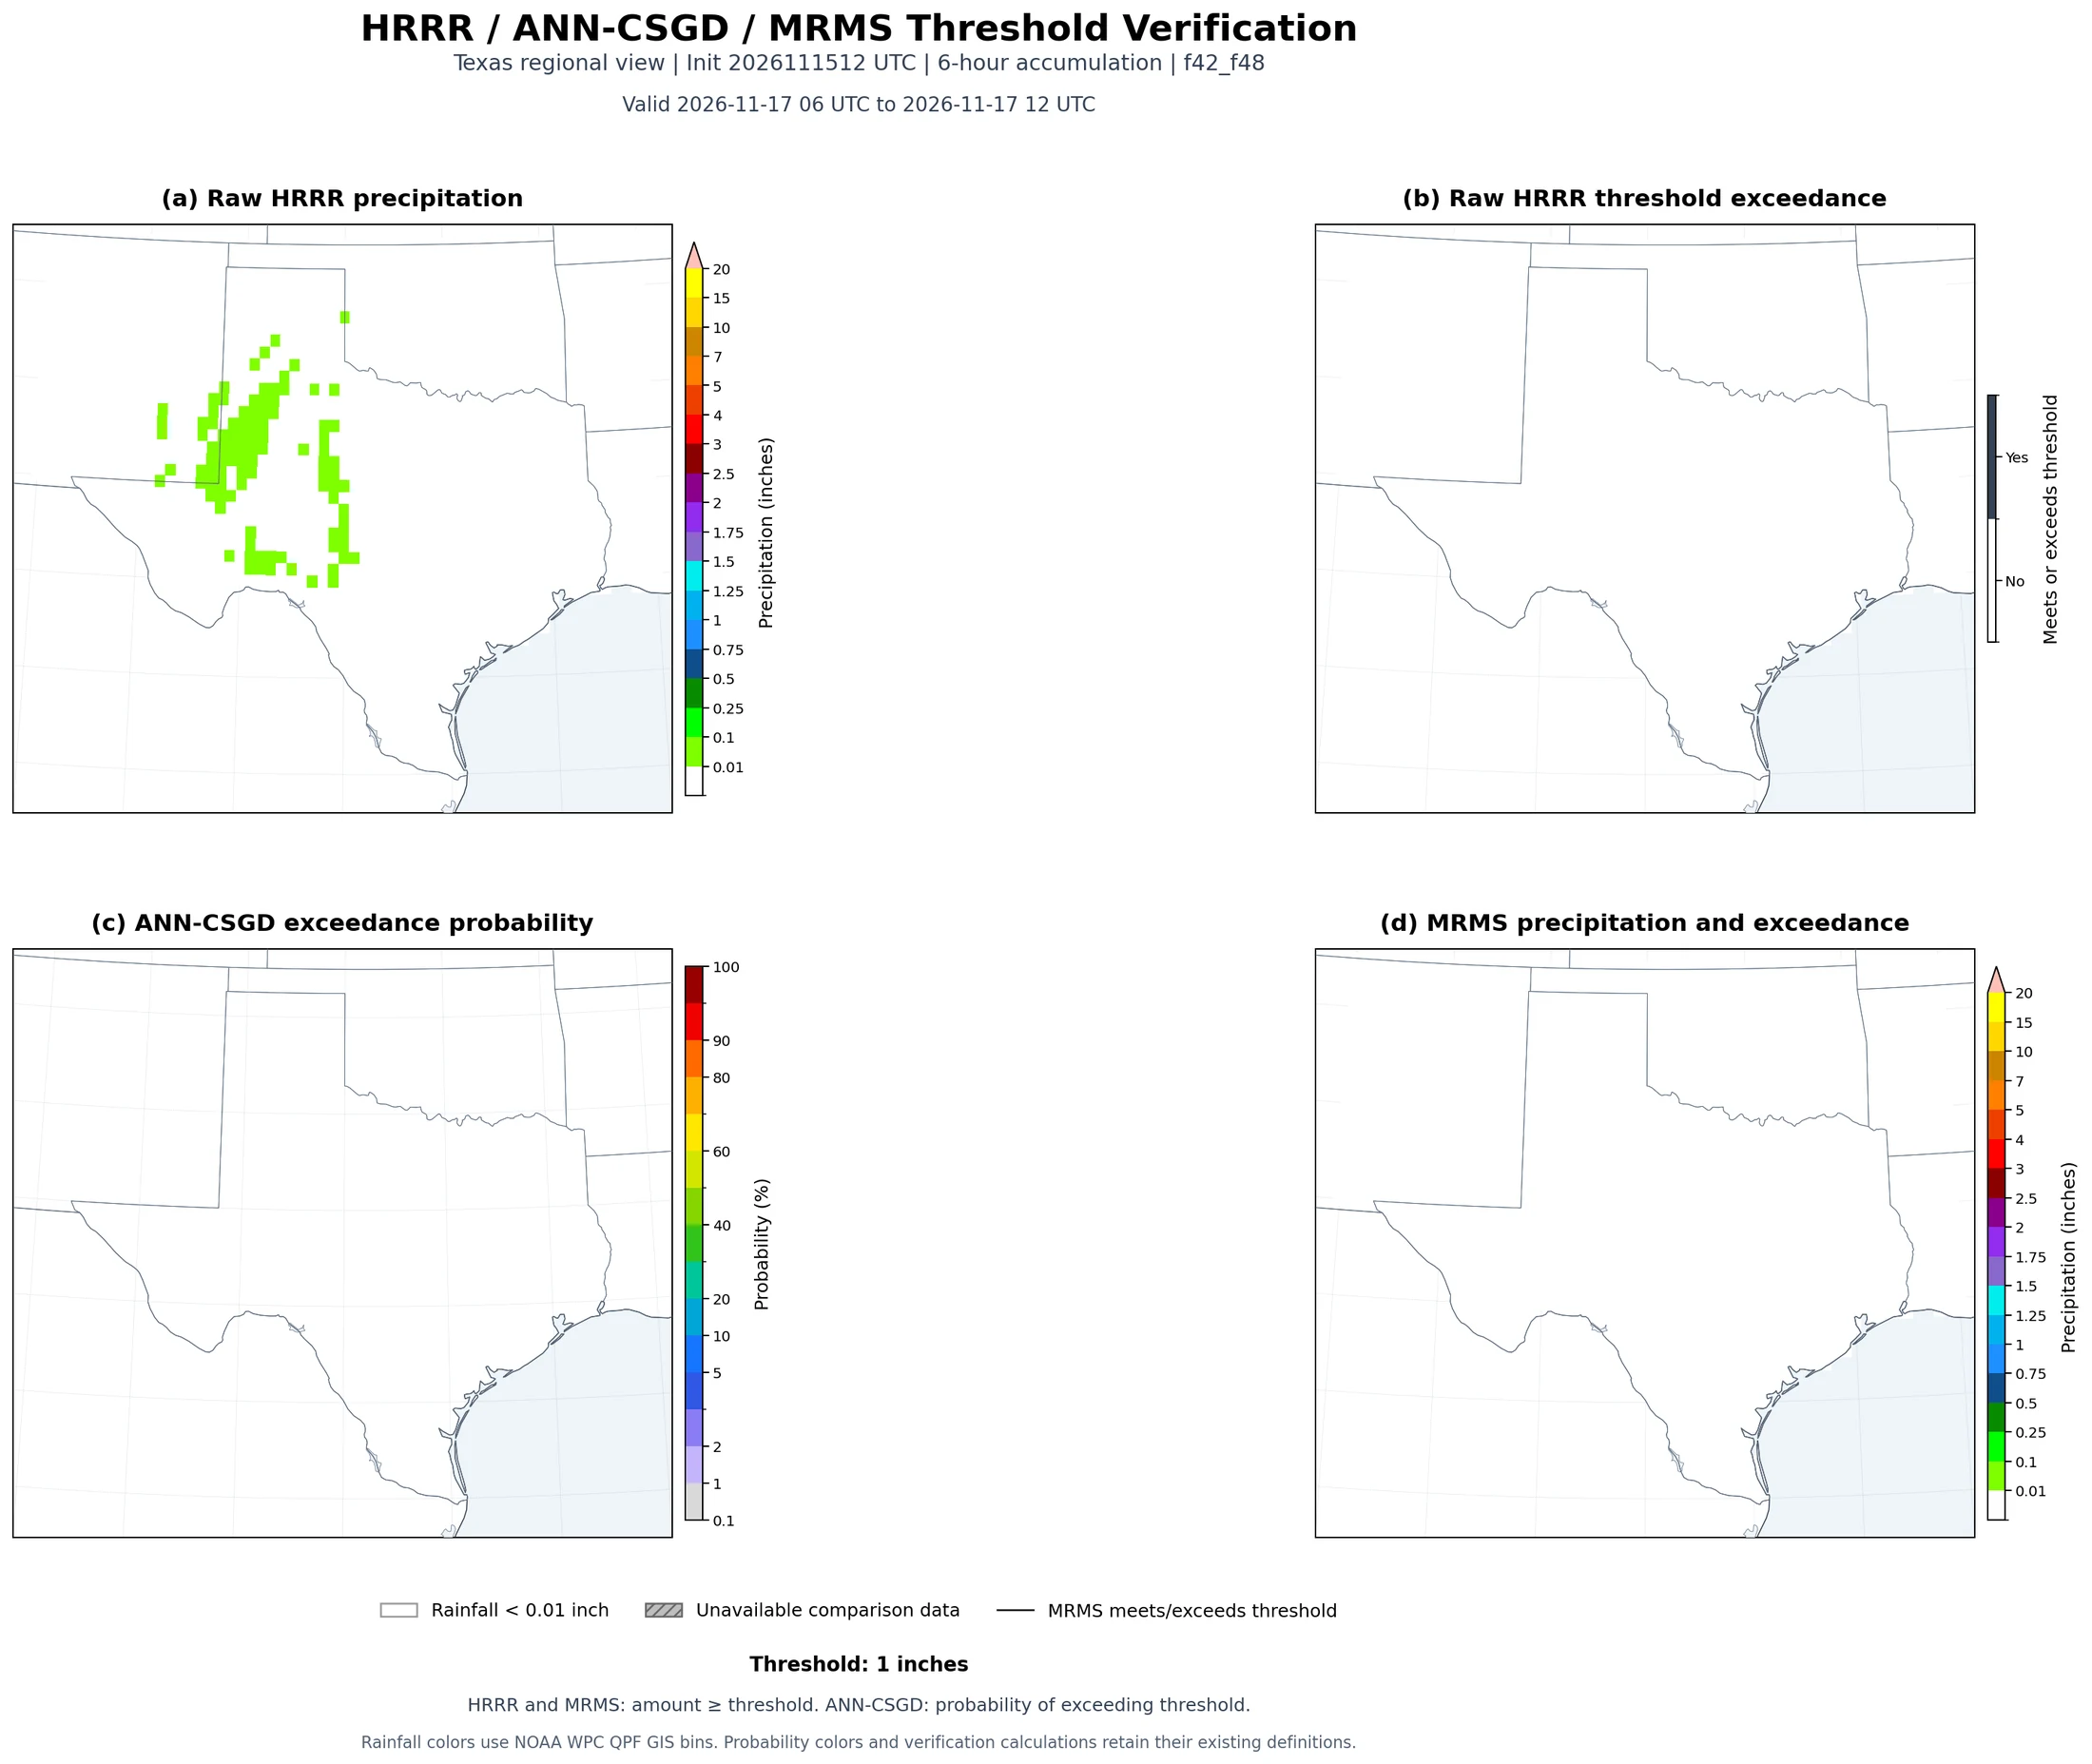 HRRR / ANN-CSGD / MRMS Threshold Verification
Texas regional view | Init 2026111512 UTC | 6-hour accumulation | f42_f48
Valid 2026-11-17 06 UTC to 2026-11-17 12 UTC
(a) Raw HRRR precipitation
20
15
10
7
5
4
3
2.5
2
1.75
1.5
1.25
1
0.75
0.5
0.25
0.1
0.01
Precipitation (inches)
(b) Raw HRRR threshold exceedance
Yes
No
Meets or exceeds threshold
(c) ANN-CSGD exceedance probability
100
90
80
60
40
20
10
5
2
1
0.1
Probability (%)
(d) MRMS precipitation and exceedance
20
15
10
7
5
4
3
2.5
2
1.75
1.5
1.25
1
0.75
0.5
0.25
0.1
0.01
Precipitation (inches)
Rainfall < 0.01 inch
Unavailable comparison data
MRMS meets/exceeds threshold
Threshold: 1 inches
HRRR and MRMS: amount ≥ threshold. ANN-CSGD: probability of exceeding threshold.
Rainfall colors use NOAA WPC QPF GIS bins. Probability colors and verification calculations retain their existing definitions.